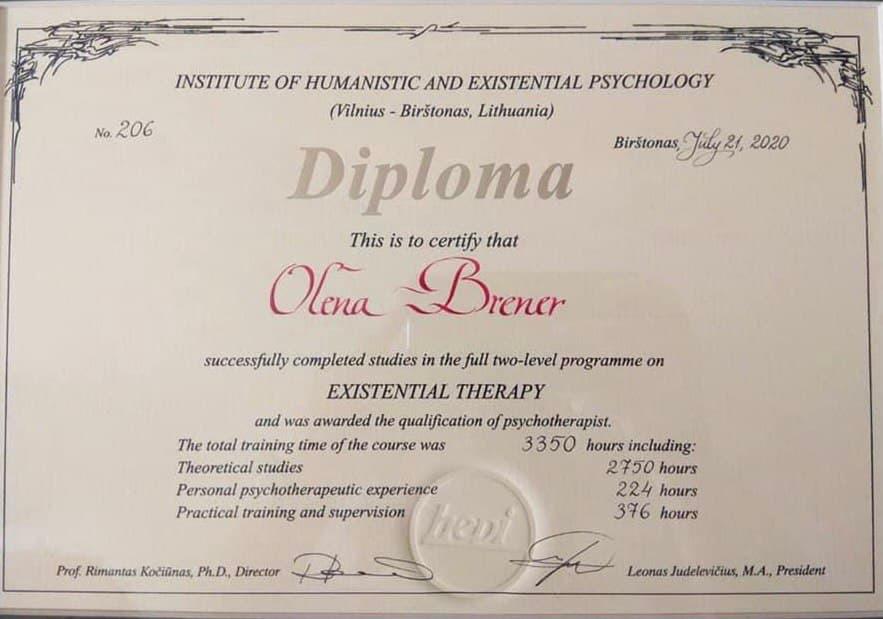 INSTITUTE OF HUMANISTIC AND EXISTENTIAL PSYCHOLOGY
(Vilnius - Birštonas, Lithuania)
No. 206
Birštonas, July 21, 2020
Diploma
This is to certify that
Olena Brener
successfully completed studies in the full two-level programme on
EXISTENTIAL THERAPY
and was awarded the qualification of psychotherapist.
The total training time of the course was 3350 hours including:
Theoretical studies 2750 hours
Personal psychotherapeutic experience 224 hours
Practical training and supervision 376 hours
hepi
Prof. Rimantas Kočiūnas, Ph.D., Director
Leonas Judelevičius, M.A., President